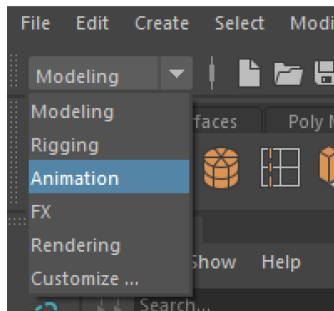 File Edit Create Select Modi
Modeling
Modeling
faces Poly M
Rigging
Animation
FX
Rendering
Show Help
Customize ...
Search...